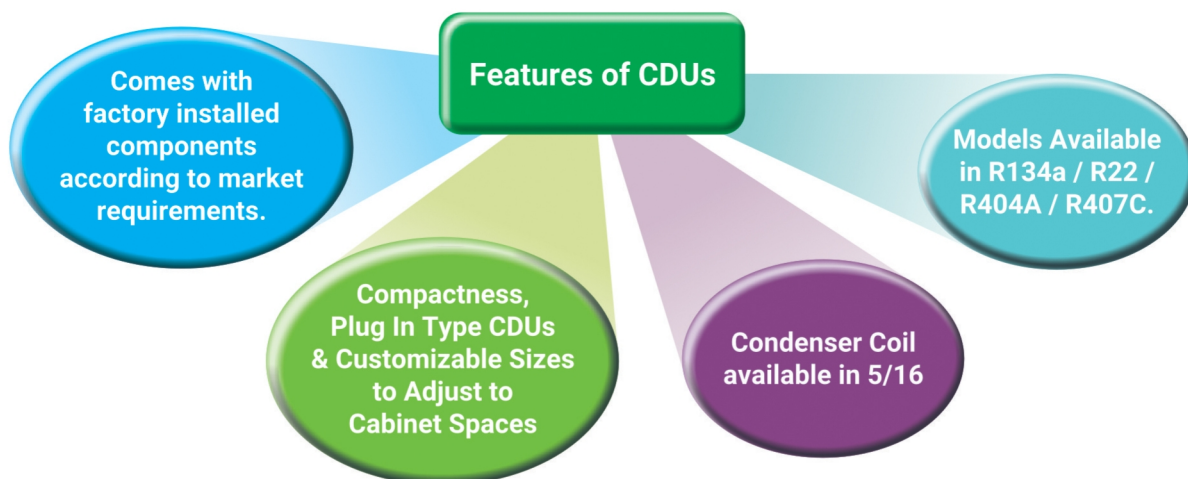 Features of CDUs
Comes with
factory installed
components
according to market
requirements.
Compactness,
Plug In Type CDUs
& Customizable Sizes
to Adjust to
Cabinet Spaces
Condenser Coil
available in 5/16
Models Available
in R134a / R22 /
R404A / R407C.